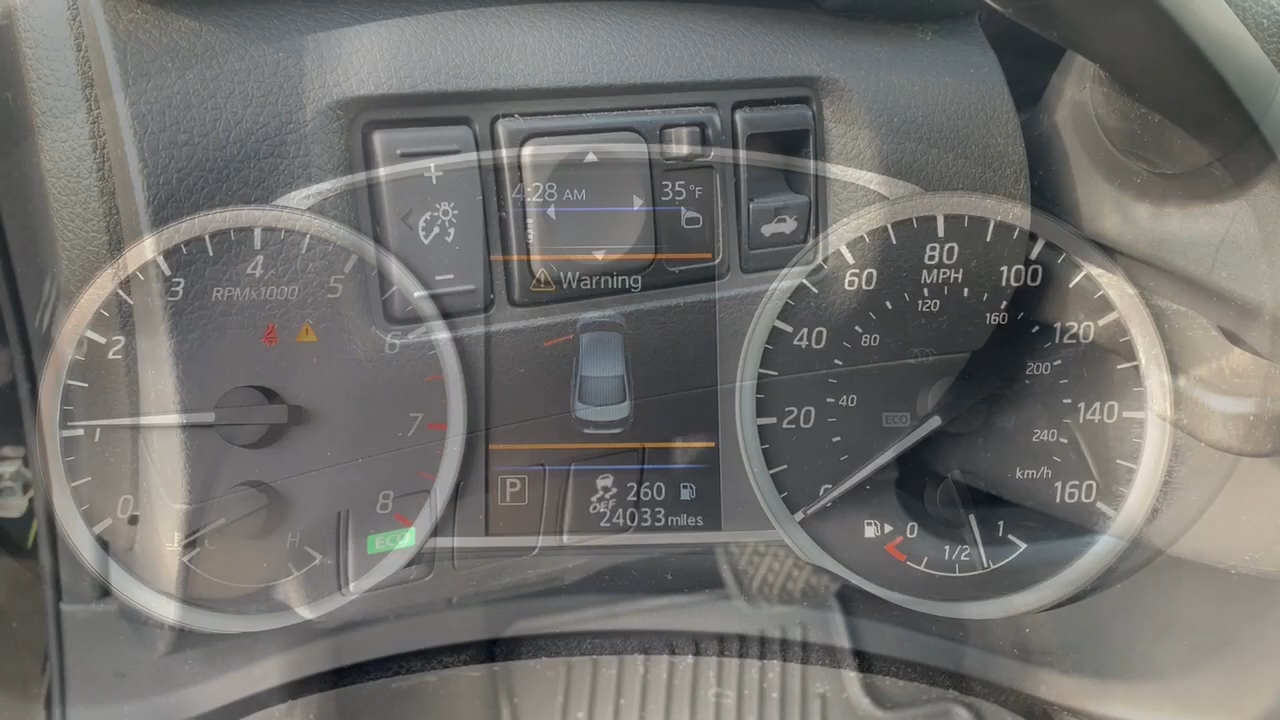 +
4:28 AM 35°F
−
Warning
0 1 2 3 4 5 6 7 8
RPMx1000
C H
ECO
P
OFF
260
24033 miles
20 40 60 80 100 120 140 160
MPH
40 80 120 160 200 240
km/h
ECO
0 1/2 1